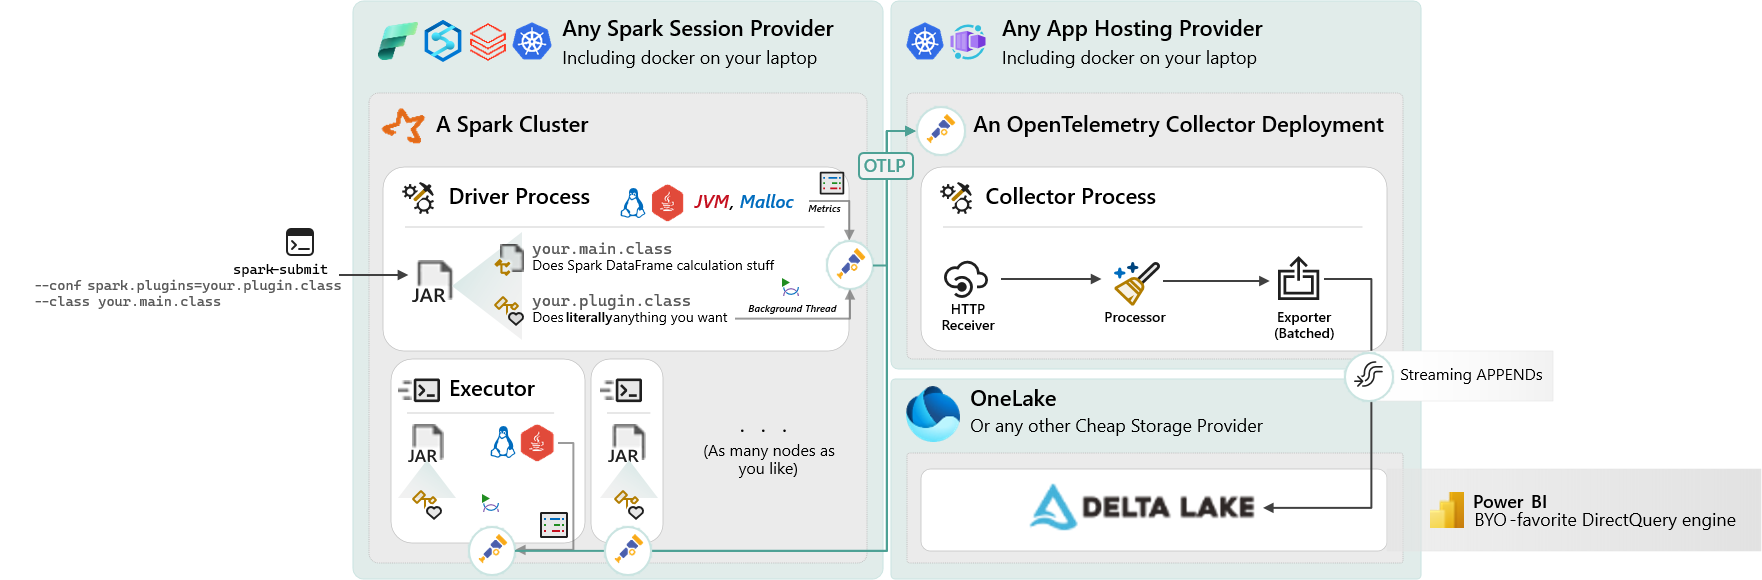 Any Spark Session Provider
Including docker on your laptop
Any App Hosting Provider
Including docker on your laptop
A Spark Cluster
OTLP
An OpenTelemetry Collector Deployment
Driver Process
JVM, Malloc
Metrics
your.main.class
Does Spark DataFrame calculation stuff
your.plugin.class
Does literally anything you want
Background Thread
JAR
spark-submit
--conf spark.plugins=your.plugin.class
--class your.main.class
Collector Process
HTTP
Receiver
Processor
Exporter
(Batched)
Streaming APPENDs
Executor
JAR
JAR
. . .
(As many nodes as
you like)
OneLake
Or any other Cheap Storage Provider
DELTA LAKE
Power BI
BYO-favorite DirectQuery engine